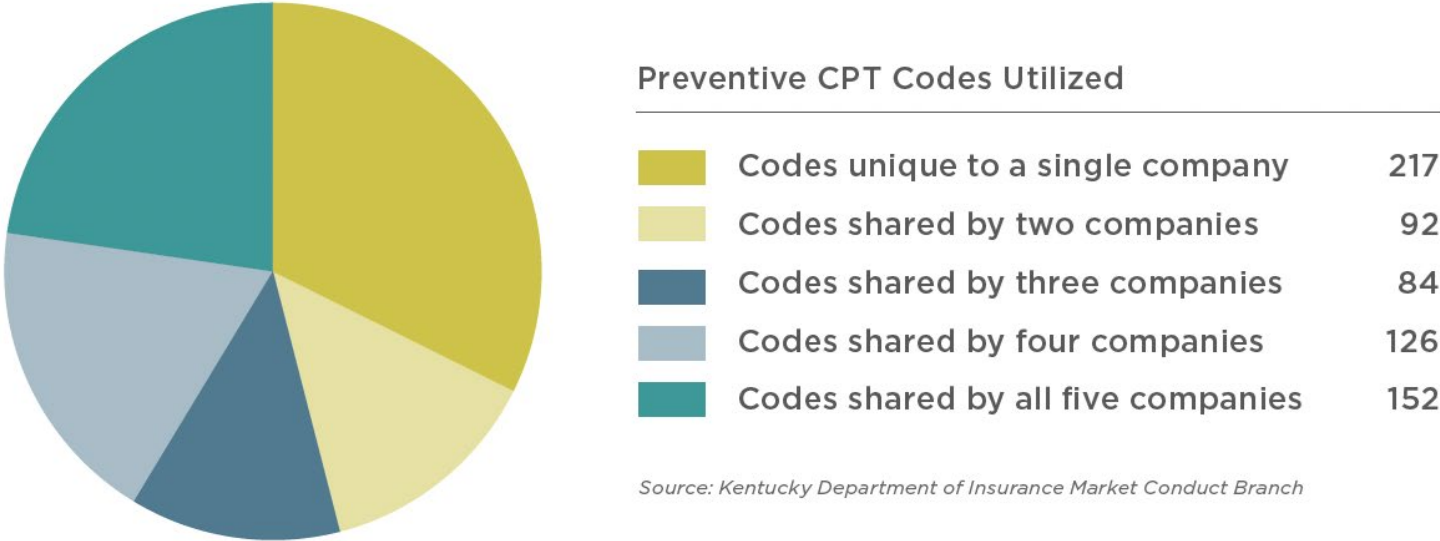 Preventive CPT Codes Utilized
Codes unique to a single company 217
Codes shared by two companies 92
Codes shared by three companies 84
Codes shared by four companies 126
Codes shared by all five companies 152
Source: Kentucky Department of Insurance Market Conduct Branch